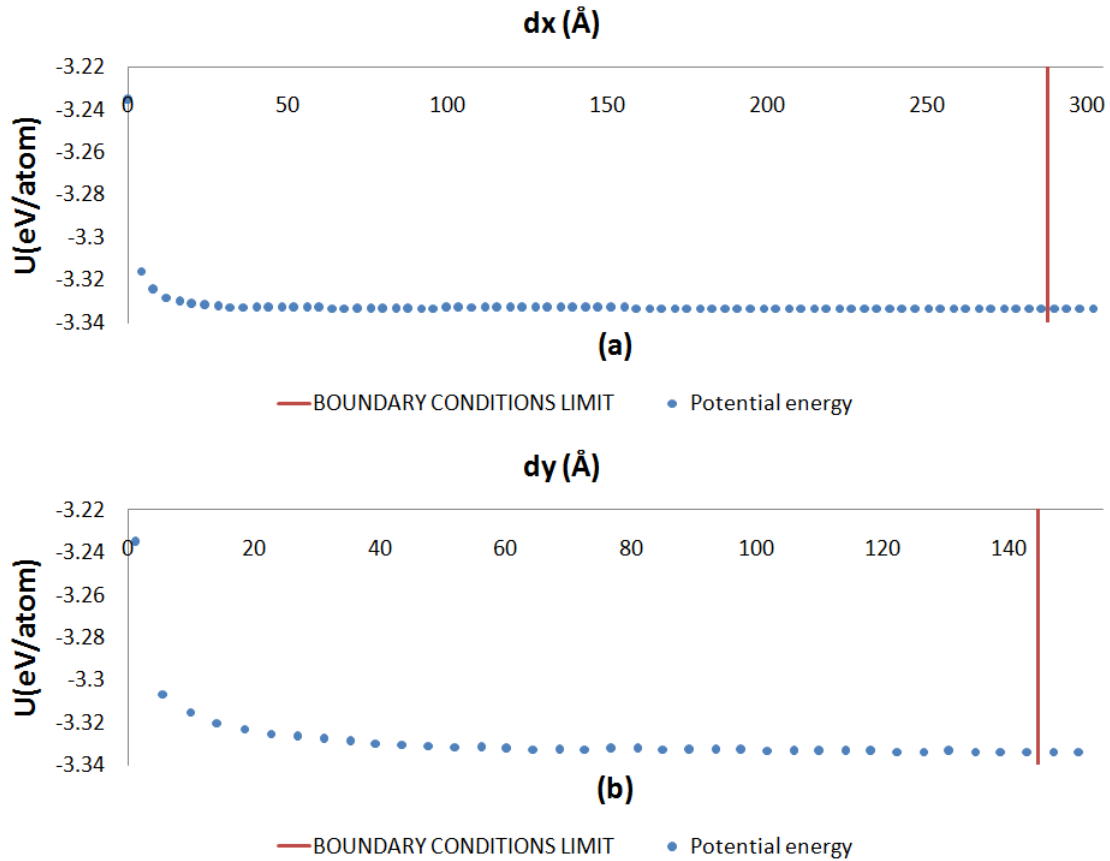 dx (Å)
U(eV/atom)
-3.22
-3.24
-3.26
-3.28
-3.3
-3.32
-3.34
0 50 100 150 200 250 300
(a)
BOUNDARY CONDITIONS LIMIT Potential energy
dy (Å)
U(eV/atom)
-3.22
-3.24
-3.26
-3.28
-3.3
-3.32
-3.34
0 20 40 60 80 100 120 140
(b)
BOUNDARY CONDITIONS LIMIT Potential energy